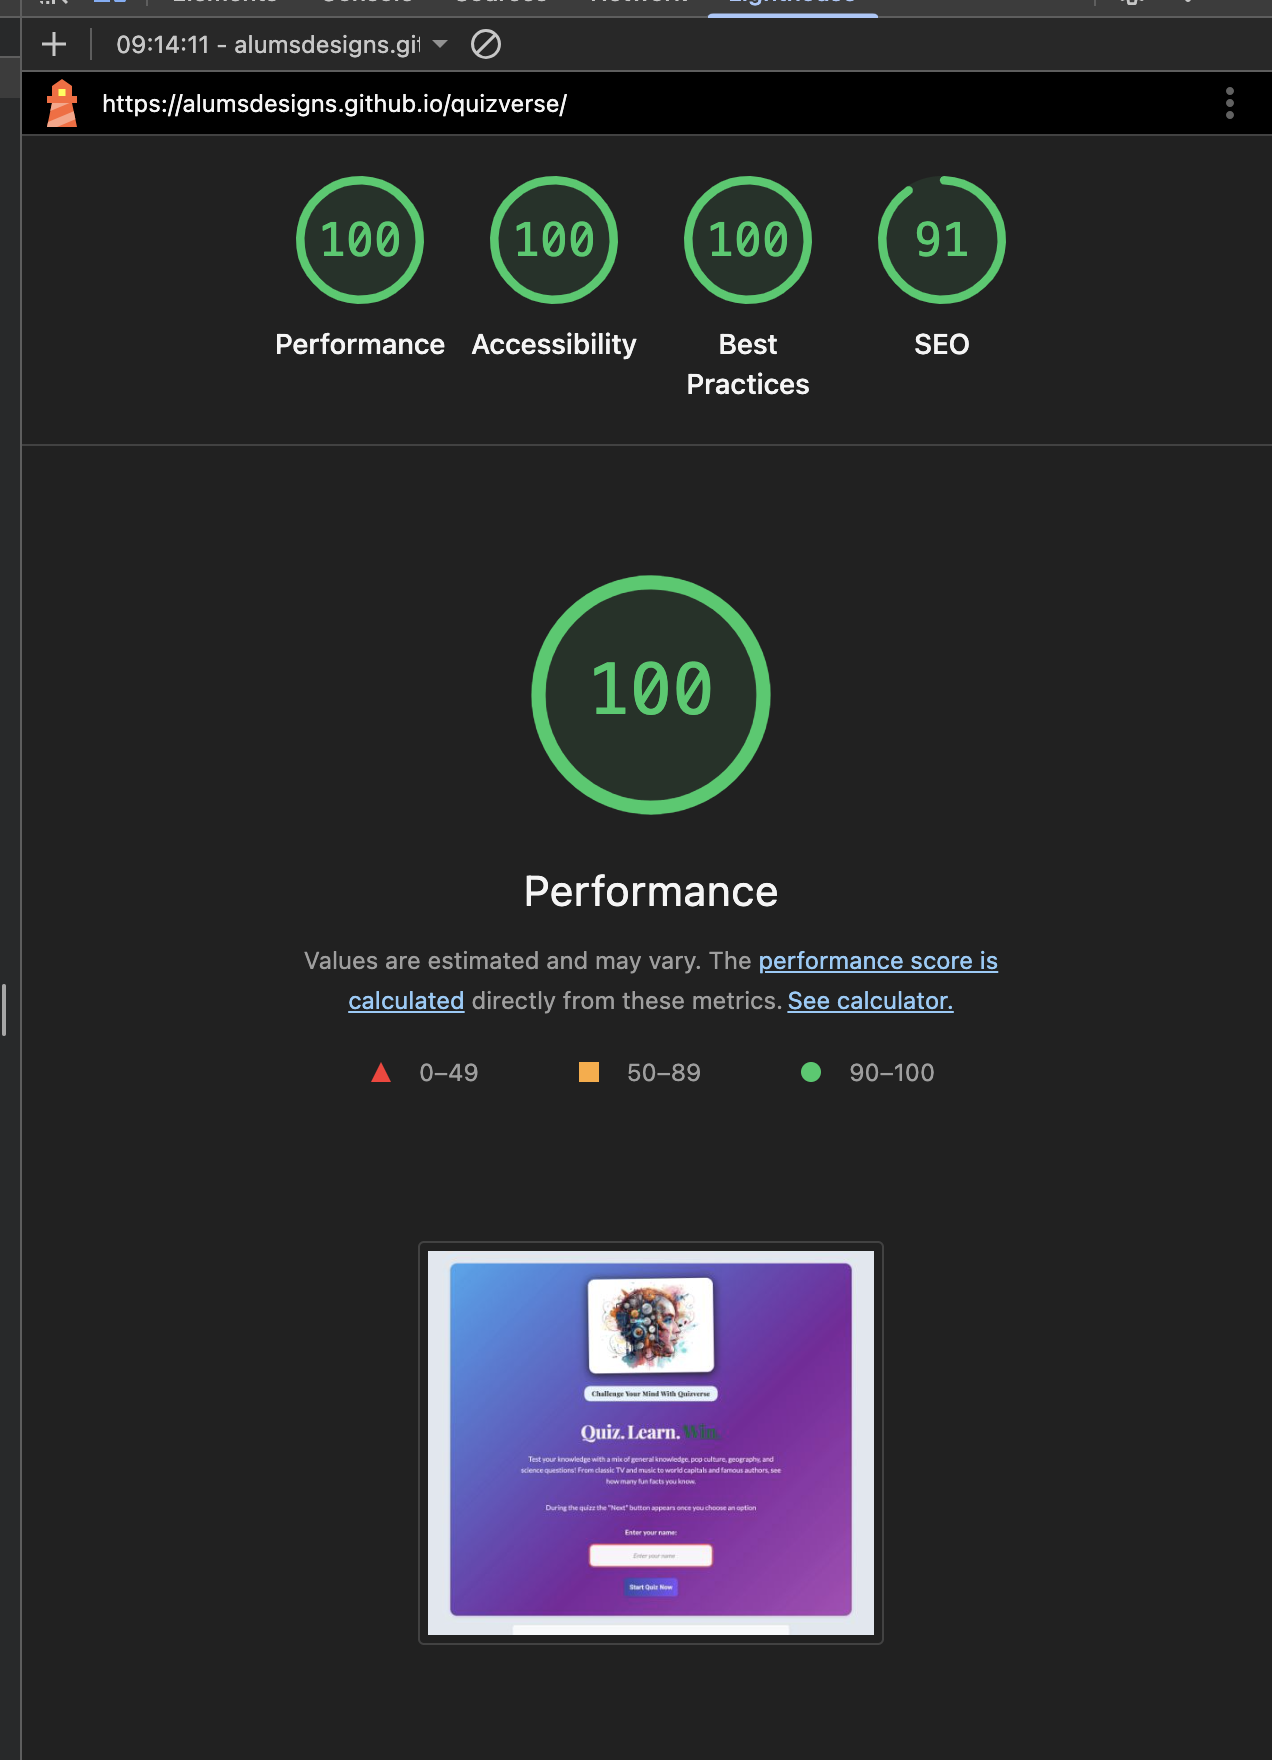 Elements Console Sources Network Lighthouse
09:14:11 - alumsdesigns.git
https://alumsdesigns.github.io/quizverse/
100 100 100 91
Performance Accessibility Best Practices SEO
100
Performance
Values are estimated and may vary. The performance score is
calculated directly from these metrics. See calculator.
0–49 50–89 90–100
Challenge Your Mind With Quizverse
Quiz. Learn. Win.
Test your knowledge with a mix of general knowledge, pop culture, geography, and
science questions! From classic TV and music to world capitals and famous authors, see
how many fun facts you know.
During the quizz the "Next" button appears once you choose an option
Enter your name:
Enter your name
Start Quiz Now